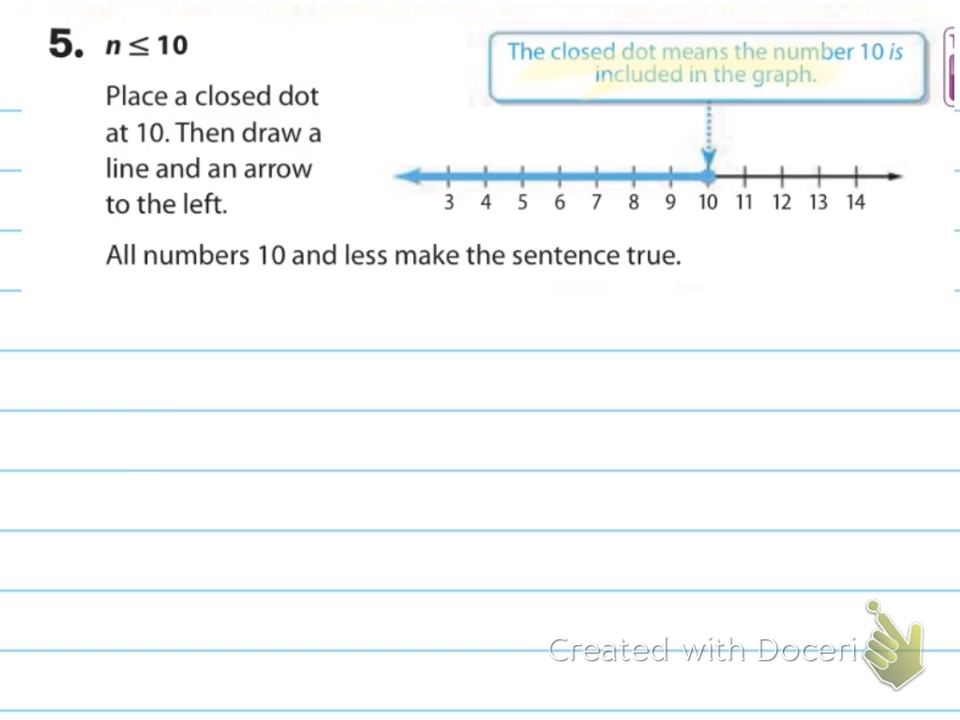 5. n ≤ 10
The closed dot means the number 10 is
included in the graph.
Place a closed dot
at 10. Then draw a
line and an arrow
to the left.
3 4 5 6 7 8 9 10 11 12 13 14
All numbers 10 and less make the sentence true.
Created with Doceri